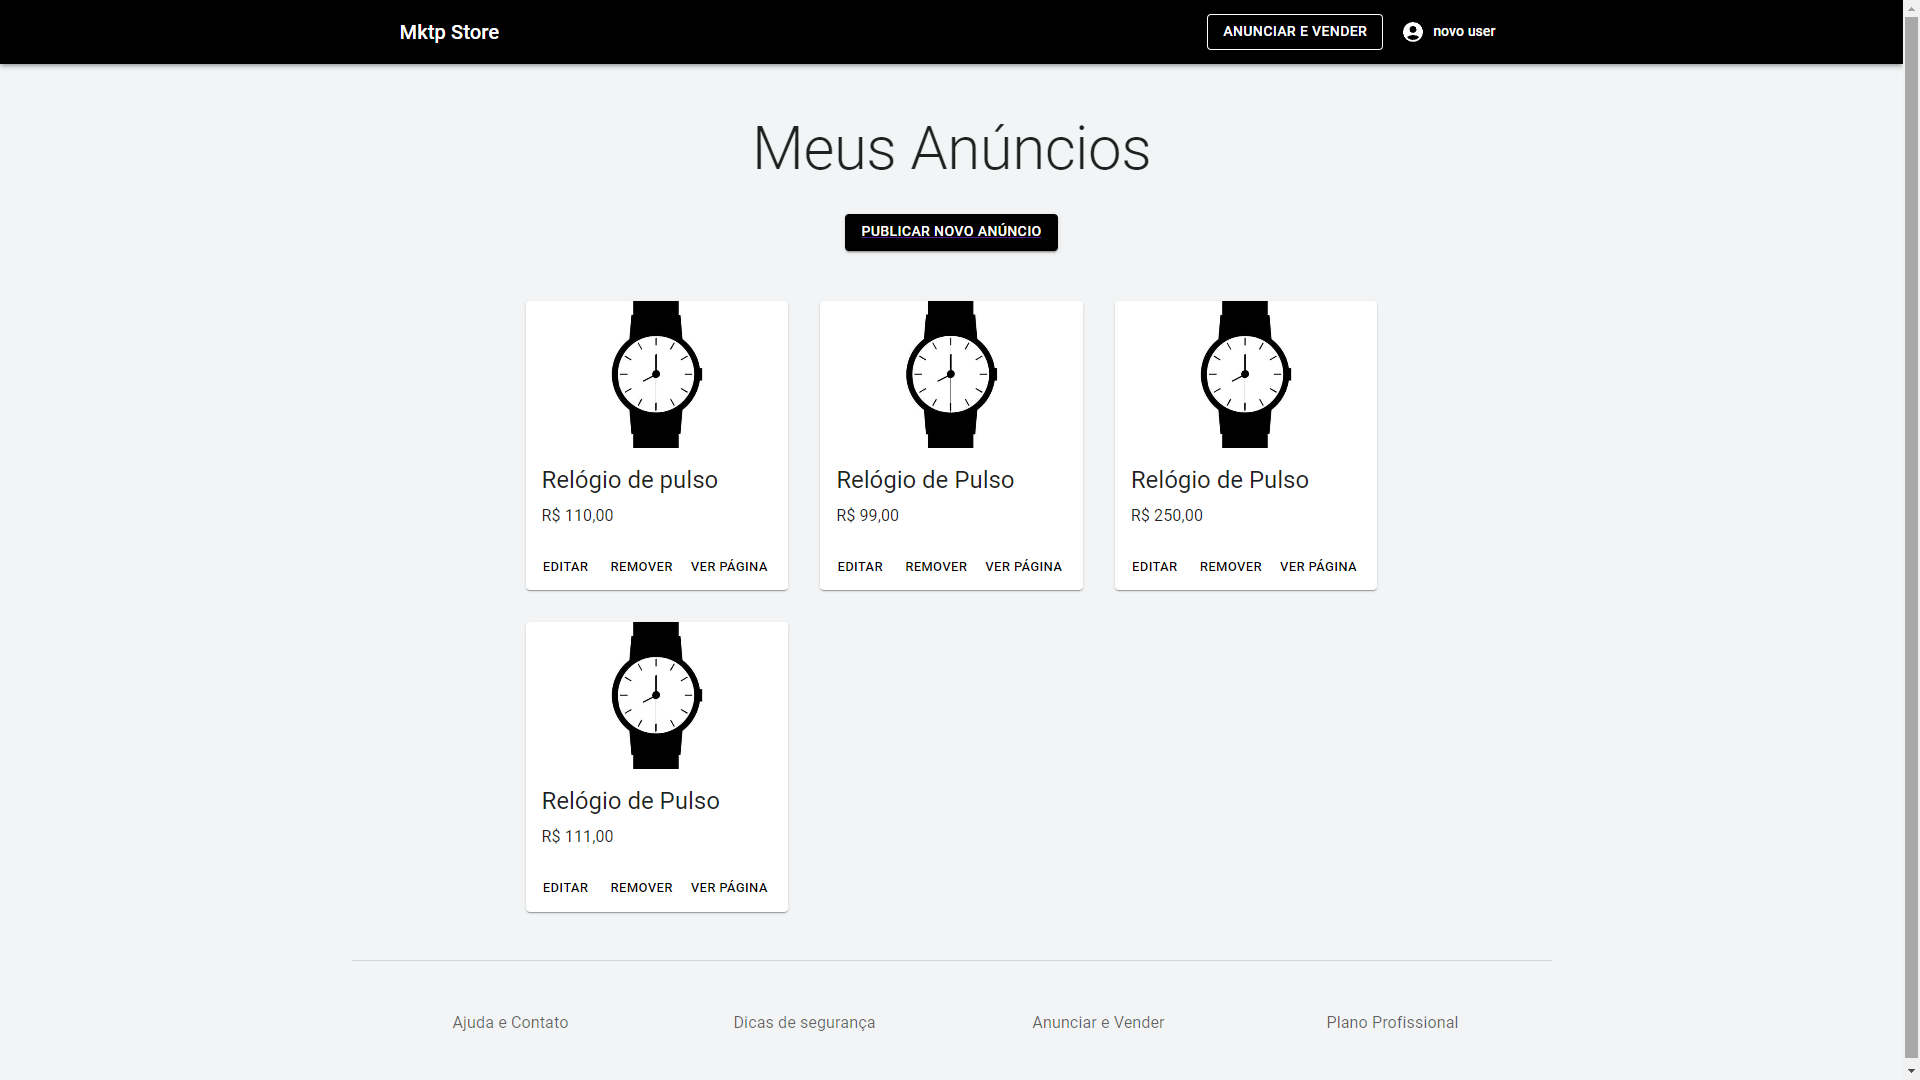 Mktp Store
ANUNCIAR E VENDER
novo user
Meus Anúncios
PUBLICAR NOVO ANÚNCIO
Relógio de pulso
R$ 110,00
EDITAR REMOVER VER PÁGINA
Relógio de Pulso
R$ 99,00
EDITAR REMOVER VER PÁGINA
Relógio de Pulso
R$ 250,00
EDITAR REMOVER VER PÁGINA
Relógio de Pulso
R$ 111,00
EDITAR REMOVER VER PÁGINA
Ajuda e Contato
Dicas de segurança
Anunciar e Vender
Plano Profissional